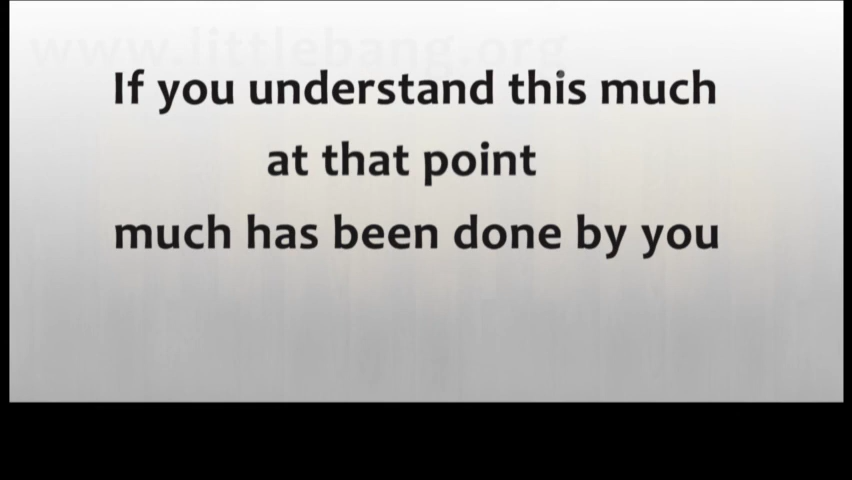 www.littlebang.org
If you understand this much
at that point
much has been done by you